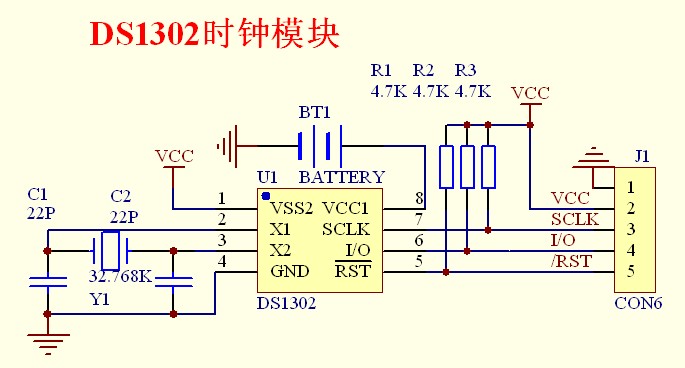 DS1302时钟模块
R1 R2 R3
4.7K 4.7K 4.7K
VCC
BT1
BATTERY
VCC
J1
C1
22P
C2
22P
U1
1 VSS2 VCC1 8
2 X1 SCLK 7
3 X2 I/O 6
4 GND RST 5
DS1302
32.768K
Y1
1
VCC 2
SCLK 3
I/O 4
/RST 5
CON6